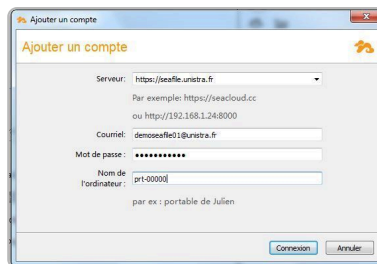 Ajouter un compte
Ajouter un compte
Serveur: https://seafile.unistra.fr
Par exemple: https://seacloud.cc
ou http://192.168.1.24:8000
Courriel: demoseafile01@unistra.fr
Mot de passe : ●●●●●●●●●●●
Nom de
l'ordinateur : prt-00000
par ex : portable de Julien
Connexion Annuler